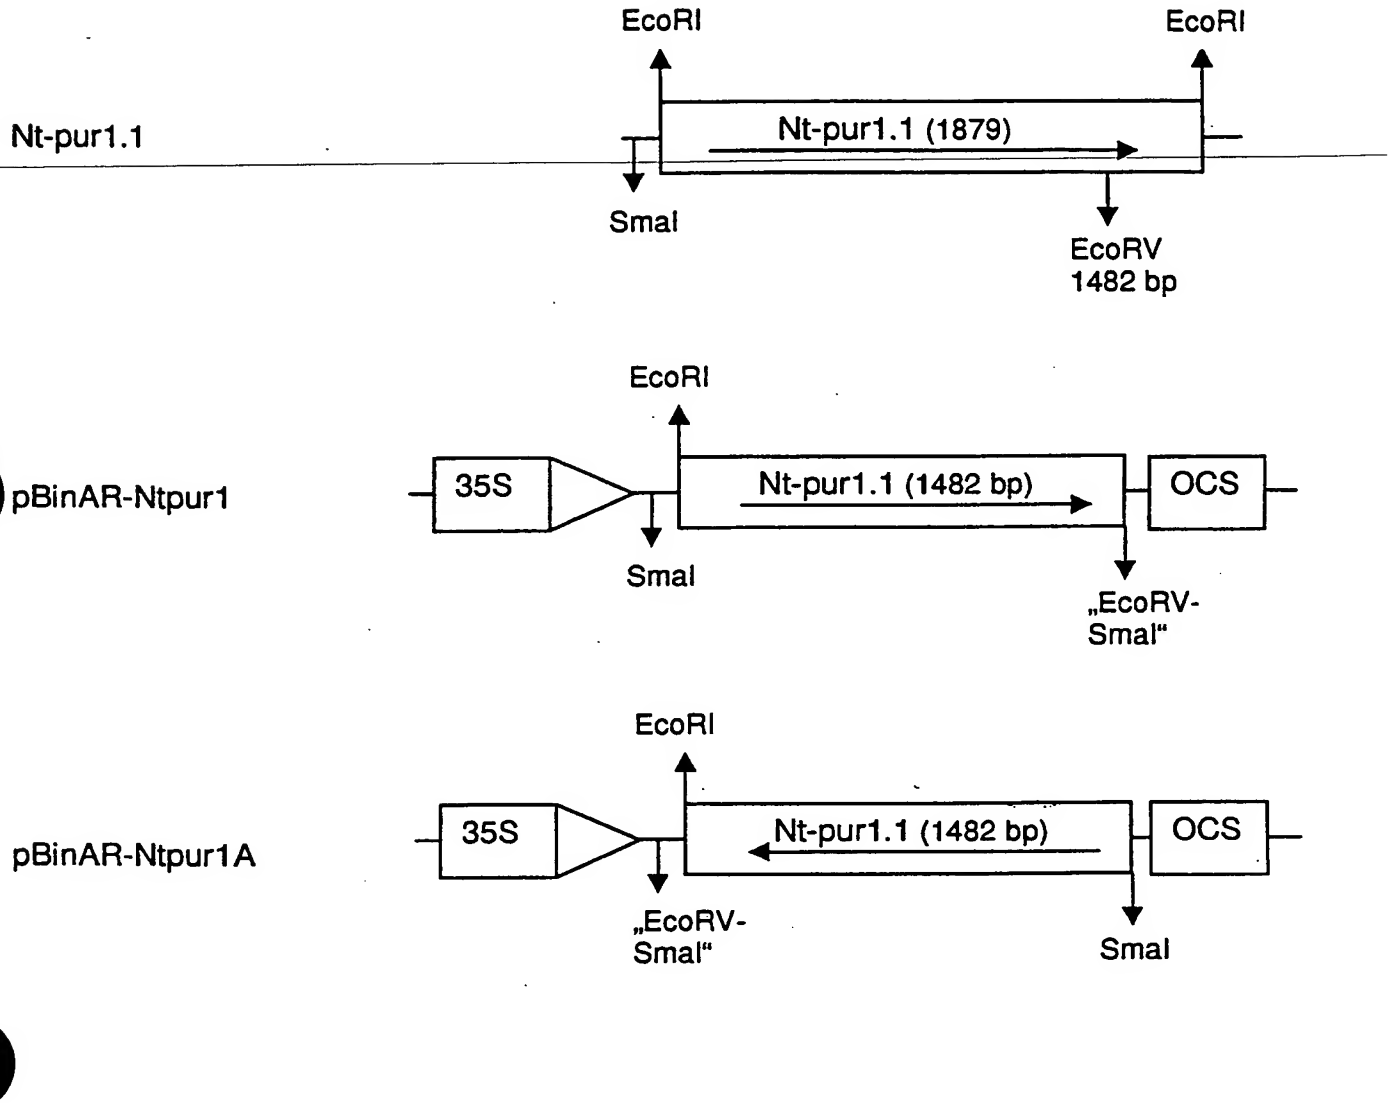 EcoRI
EcoRI
Nt-pur1.1
Nt-pur1.1 (1879)
SmaI
EcoRV
1482 bp
EcoRI
pBinAR-Ntpur1
35S
Nt-pur1.1 (1482 bp)
OCS
SmaI
„EcoRV-
SmaI“
EcoRI
pBinAR-Ntpur1A
35S
Nt-pur1.1 (1482 bp)
OCS
„EcoRV-
SmaI“
SmaI